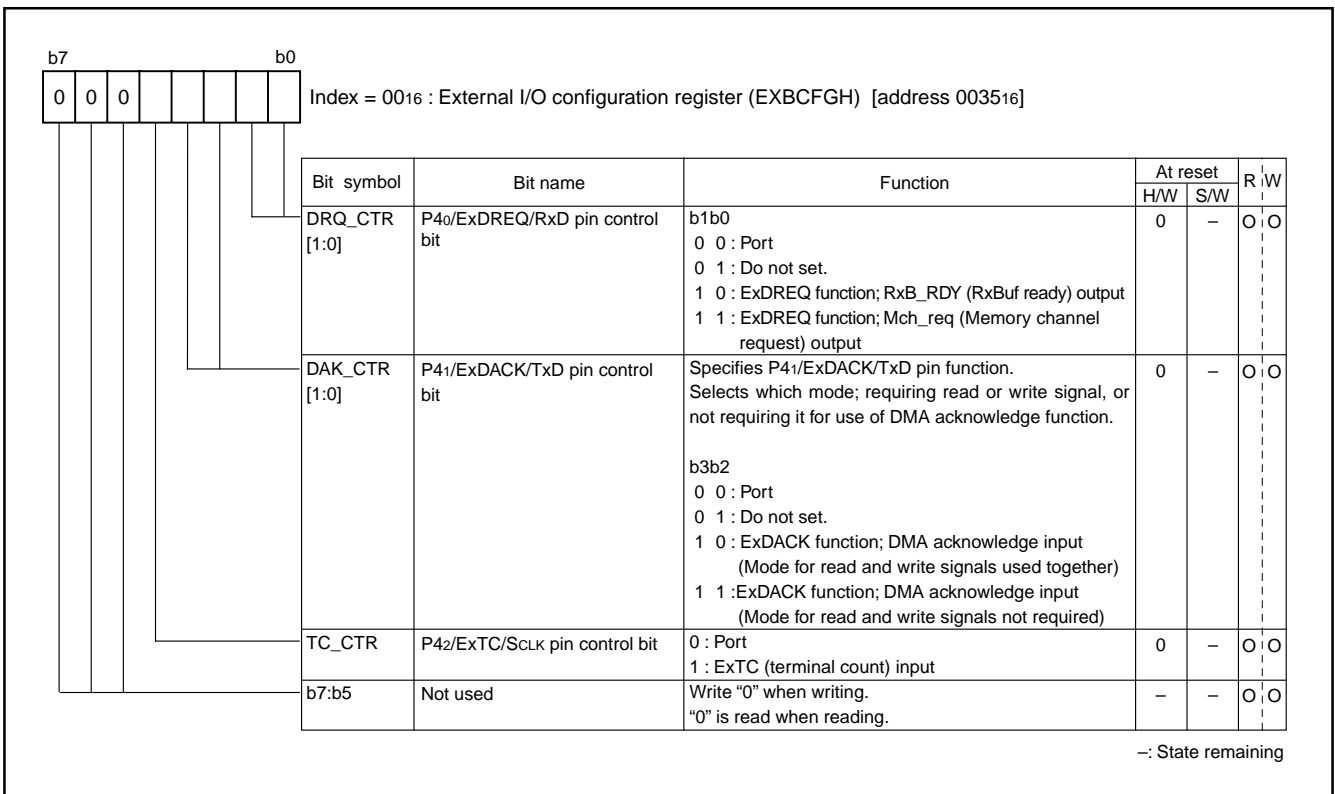 b7 b0
0 0 0 Index = 0016 : External I/O configuration register (EXBCFGH) [address 003516]
Bit symbol Bit name Function At reset R W
H/W S/W
DRQ_CTR P40/ExDREQ/RxD pin control b1b0 0 – O O
[1:0] bit 0 0 : Port
0 1 : Do not set.
1 0 : ExDREQ function; RxB_RDY (RxBuf ready) output
1 1 : ExDREQ function; Mch_req (Memory channel
request) output
DAK_CTR P41/ExDACK/TxD pin control Specifies P41/ExDACK/TxD pin function. 0 – O O
[1:0] bit Selects which mode; requiring read or write signal, or
not requiring it for use of DMA acknowledge function.
b3b2
0 0 : Port
0 1 : Do not set.
1 0 : ExDACK function; DMA acknowledge input
(Mode for read and write signals used together)
1 1 :ExDACK function; DMA acknowledge input
(Mode for read and write signals not required)
TC_CTR P42/ExTC/SCLK pin control bit 0 : Port 0 – O O
1 : ExTC (terminal count) input
b7:b5 Not used Write “0” when writing. – – O O
“0” is read when reading.
–: State remaining